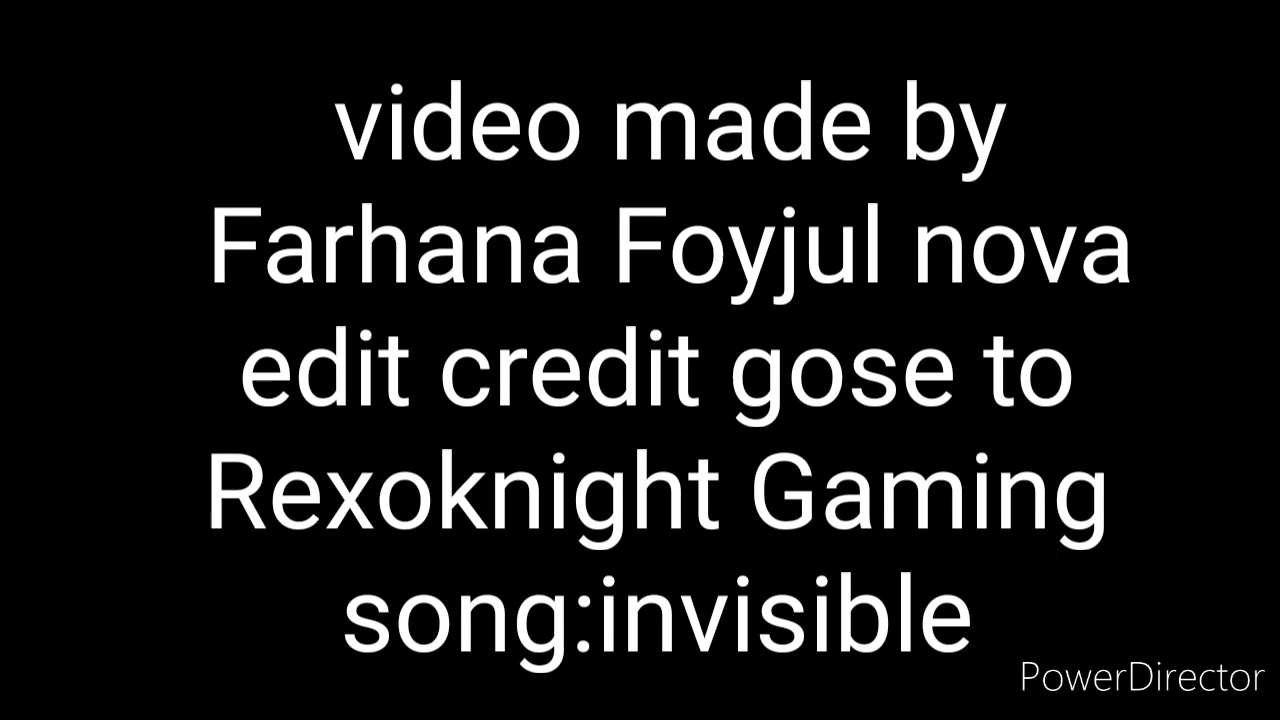 video made by
Farhana Foyjul nova
edit credit gose to
Rexoknight Gaming
song:invisible
PowerDirector